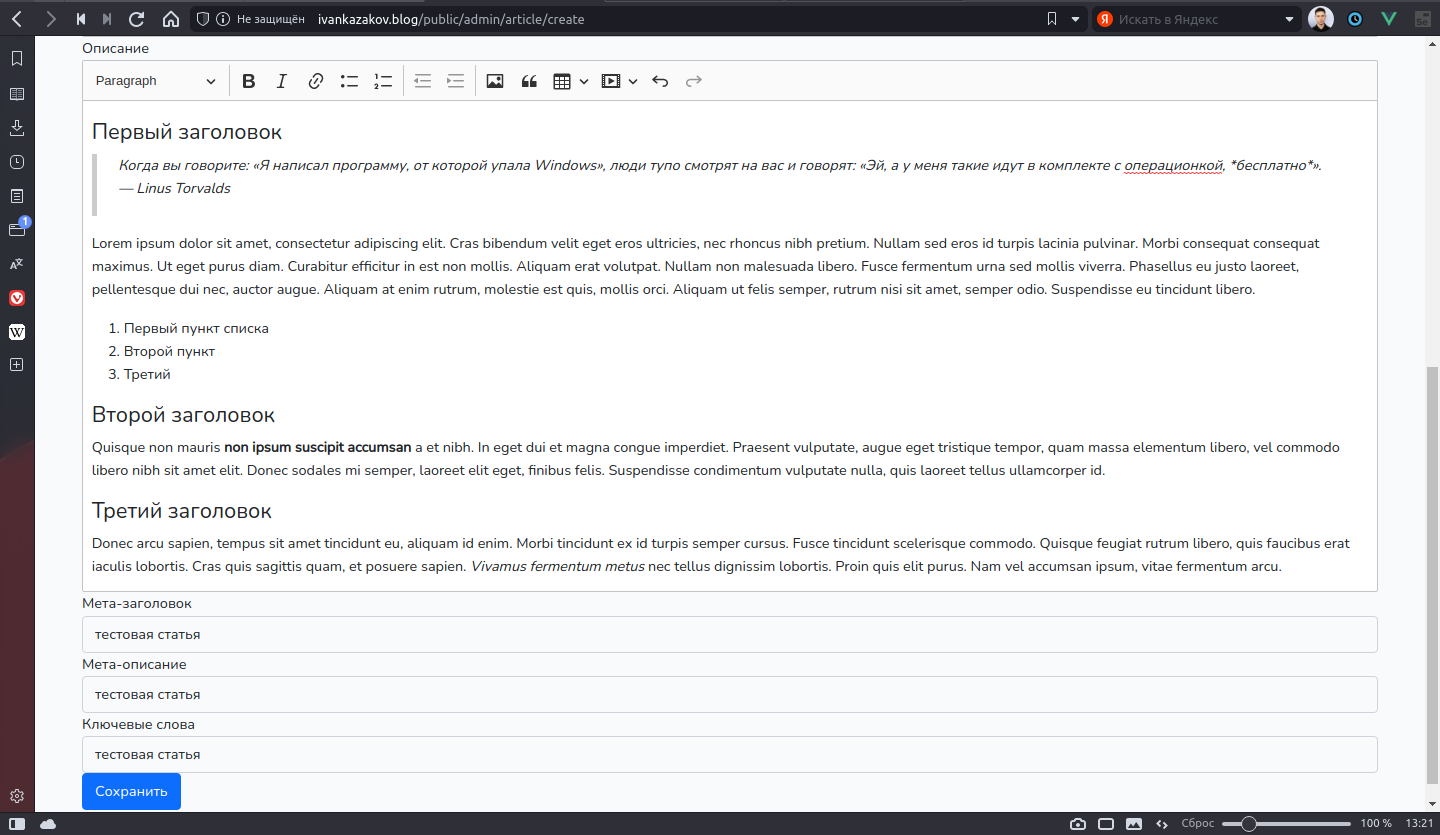 Не защищён
ivankazakov.blog/public/admin/article/create
Я
Искать в Яндекс
Se
1
W
Описание
Paragraph
Первый заголовок
Когда вы говорите: «Я написал программу, от которой упала Windows», люди тупо смотрят на вас и говорят: «Эй, а у меня такие идут в комплекте с операционкой, *бесплатно*».
— Linus Torvalds
Lorem ipsum dolor sit amet, consectetur adipiscing elit. Cras bibendum velit eget eros ultricies, nec rhoncus nibh pretium. Nullam sed eros id turpis lacinia pulvinar. Morbi consequat consequat
maximus. Ut eget purus diam. Curabitur efficitur in est non mollis. Aliquam erat volutpat. Nullam non malesuada libero. Fusce fermentum urna sed mollis viverra. Phasellus eu justo laoreet,
pellentesque dui nec, auctor augue. Aliquam at enim rutrum, molestie est quis, mollis orci. Aliquam ut felis semper, rutrum nisi sit amet, semper odio. Suspendisse eu tincidunt libero.
1. Первый пункт списка
2. Второй пункт
3. Третий
Второй заголовок
Quisque non mauris non ipsum suscipit accumsan a et nibh. In eget dui et magna congue imperdiet. Praesent vulputate, augue eget tristique tempor, quam massa elementum libero, vel commodo
libero nibh sit amet elit. Donec sodales mi semper, laoreet elit eget, finibus felis. Suspendisse condimentum vulputate nulla, quis laoreet tellus ullamcorper id.
Третий заголовок
Donec arcu sapien, tempus sit amet tincidunt eu, aliquam id enim. Morbi tincidunt ex id turpis semper cursus. Fusce tincidunt scelerisque commodo. Quisque feugiat rutrum libero, quis faucibus erat
iaculis lobortis. Cras quis sagittis quam, et posuere sapien. Vivamus fermentum metus nec tellus dignissim lobortis. Proin quis elit purus. Nam vel accumsan ipsum, vitae fermentum arcu.
Мета-заголовок
тестовая статья
Мета-описание
тестовая статья
Ключевые слова
тестовая статья
Сохранить
Сброс
100 %
13:21